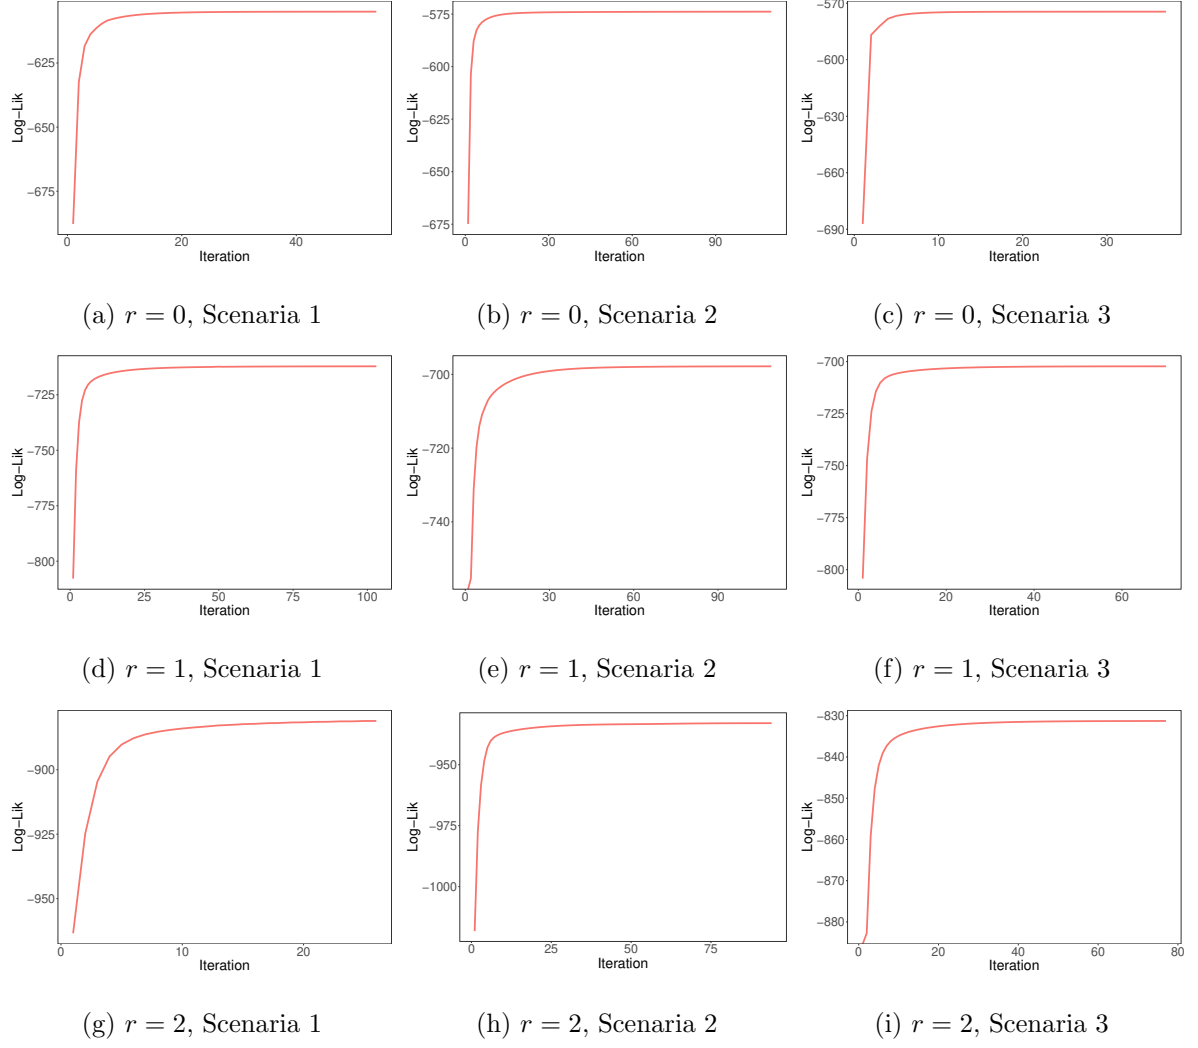 Log-Lik
-625
-650
-675
0 20 40
Iteration
Log-Lik
-575
-600
-625
-650
-675
0 30 60 90
Iteration
Log-Lik
-570
-600
-630
-660
-690
0 10 20 30
Iteration
(a) r = 0, Scenaria 1
(b) r = 0, Scenaria 2
(c) r = 0, Scenaria 3
Log-Lik
-725
-750
-775
-800
0 25 50 75 100
Iteration
Log-Lik
-700
-720
-740
0 30 60 90
Iteration
Log-Lik
-700
-725
-750
-775
-800
0 20 40 60
Iteration
(d) r = 1, Scenaria 1
(e) r = 1, Scenaria 2
(f) r = 1, Scenaria 3
Log-Lik
-900
-925
-950
0 10 20
Iteration
Log-Lik
-950
-975
-1000
0 25 50 75
Iteration
Log-Lik
-830
-840
-850
-860
-870
-880
0 20 40 60 80
Iteration
(g) r = 2, Scenaria 1
(h) r = 2, Scenaria 2
(i) r = 2, Scenaria 3